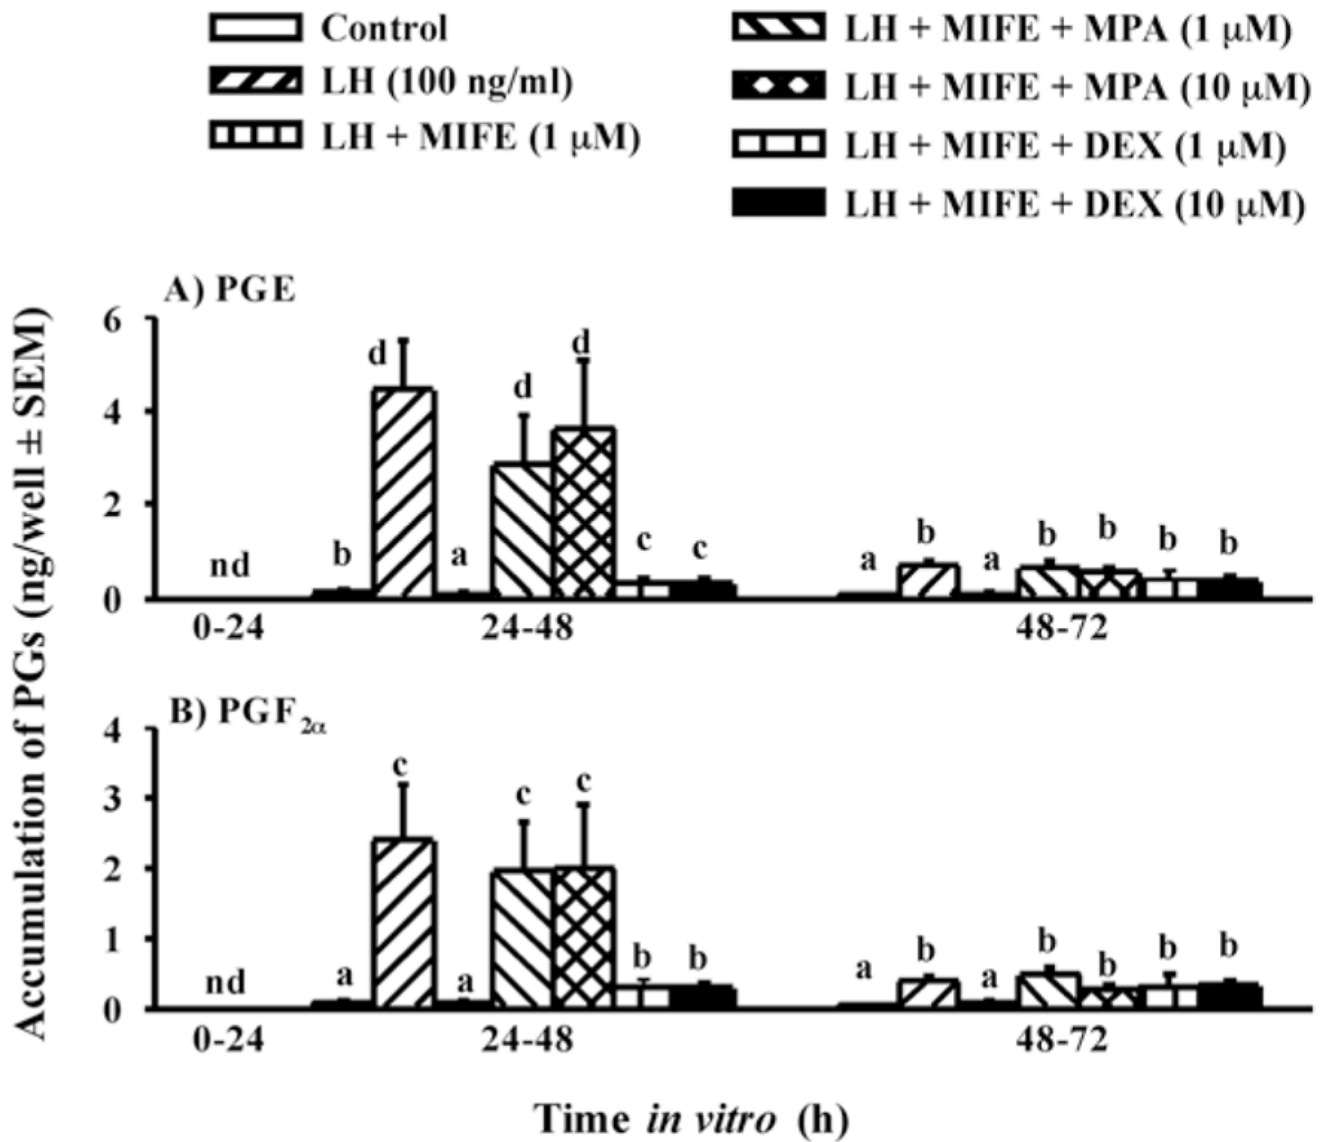 Control
LH (100 ng/ml)
LH + MIFE (1 μM)
LH + MIFE + MPA (1 μM)
LH + MIFE + MPA (10 μM)
LH + MIFE + DEX (1 μM)
LH + MIFE + DEX (10 μM)
Accumulation of PGs (ng/well ± SEM)
A) PGE
6
4
2
0
nd
b
d
a
d
d
c
c
a
b
a
b
b
b
b
0-24
24-48
48-72
B) PGF2α
4
3
2
1
0
nd
a
c
a
c
c
b
b
a
b
a
b
b
b
b
0-24
24-48
48-72
Time in vitro (h)